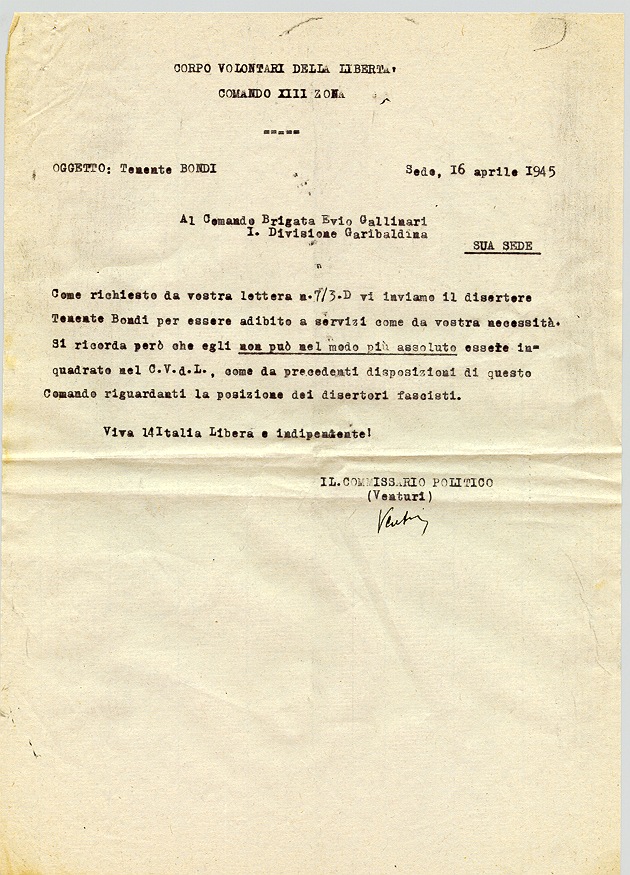 CORPO VOLONTARI DELLA LIBERTA'
COMANDO XIII ZONA
=====
OGGETTO: Tenente BONDI Sede, 16 aprile 1945
Al Comando Brigata Evio Gallinari
I. Divisione Garibaldina
SUA SEDE
Come richiesto da vostra lettera n.7/3.D vi inviamo il disertore
Tenente Bondi per essere adibito a servizi come da vostra necessità.
Si ricorda però che egli non può nel modo più assoluto essere in=
quadrato nel C.V.d.L., come da precedenti disposizioni di questo
Comando riguardanti la posizione dei disertori fascisti.
Viva l4Italia Libera e indipendente!
IL.COMMISSARIO POLITICO
(Venturi)
Venturi